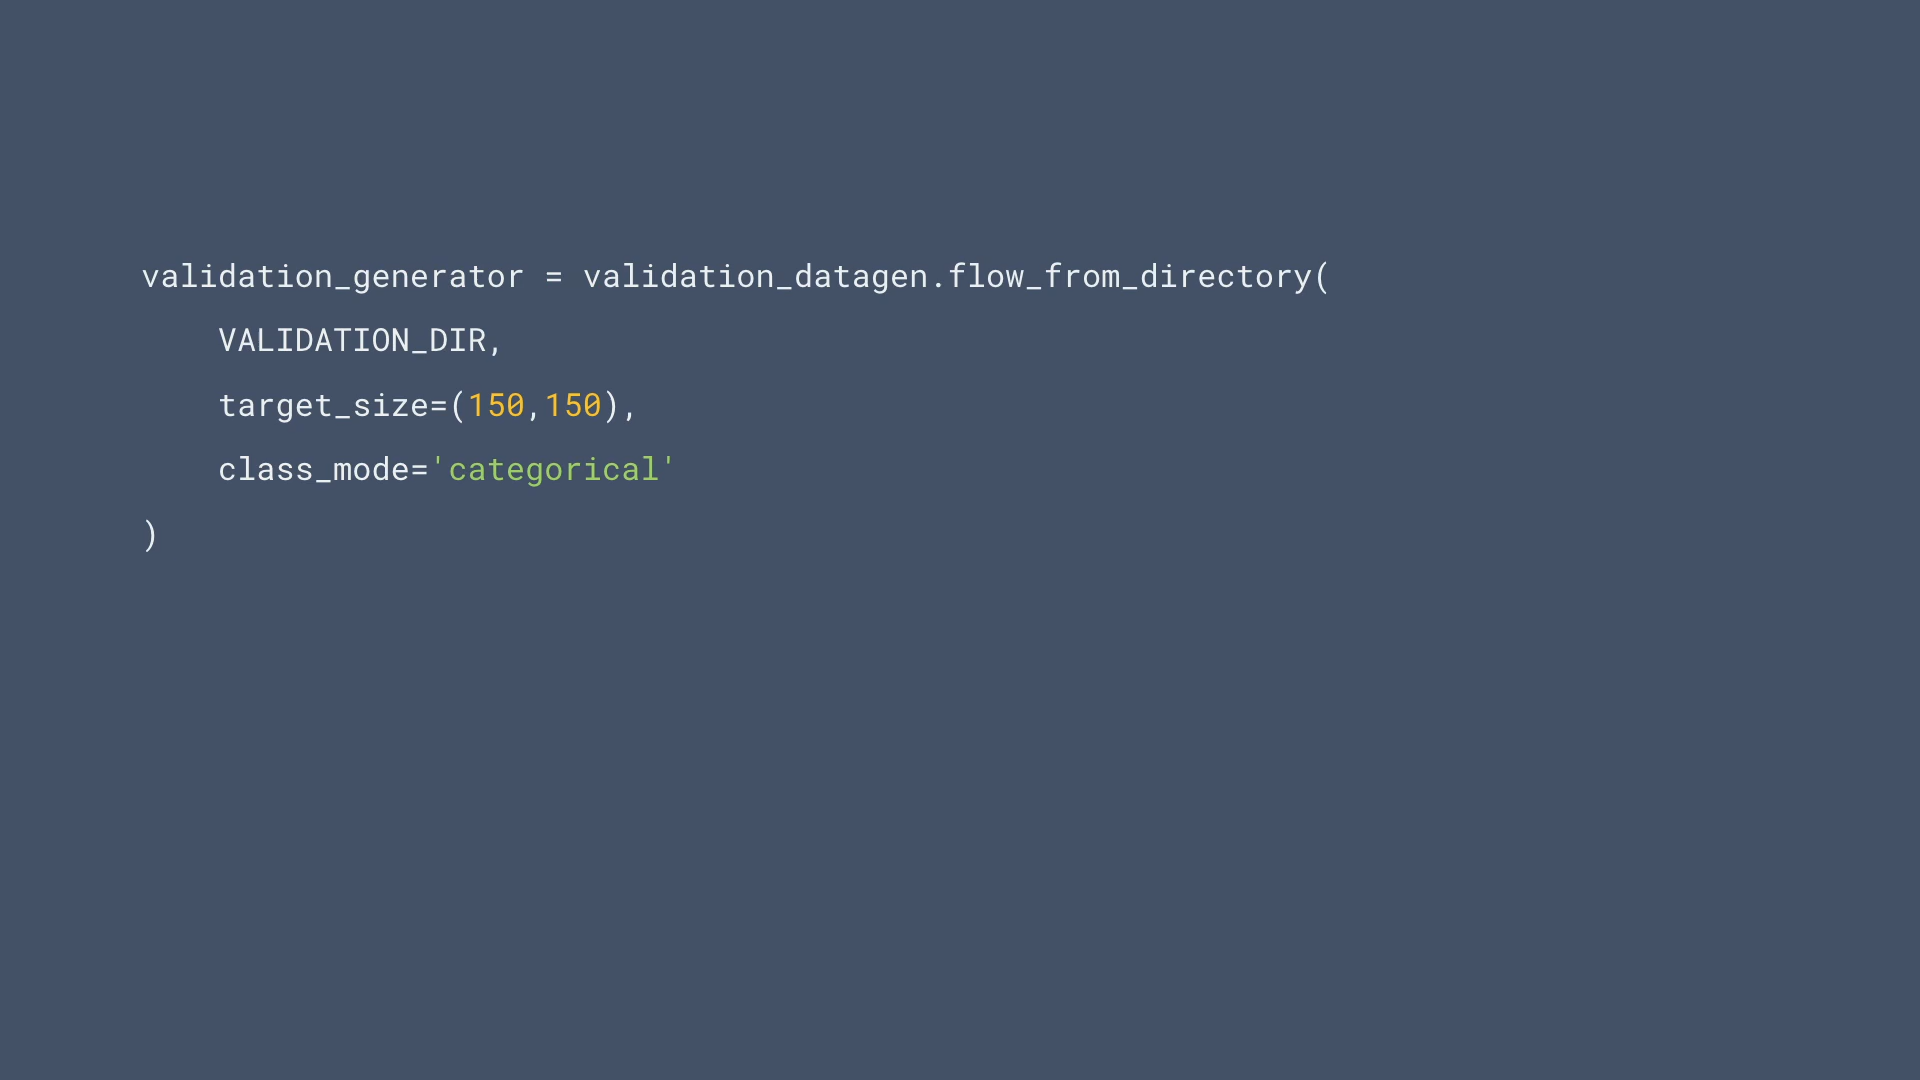 validation_generator = validation_datagen.flow_from_directory(
    VALIDATION_DIR,
    target_size=(150,150),
    class_mode='categorical'
)